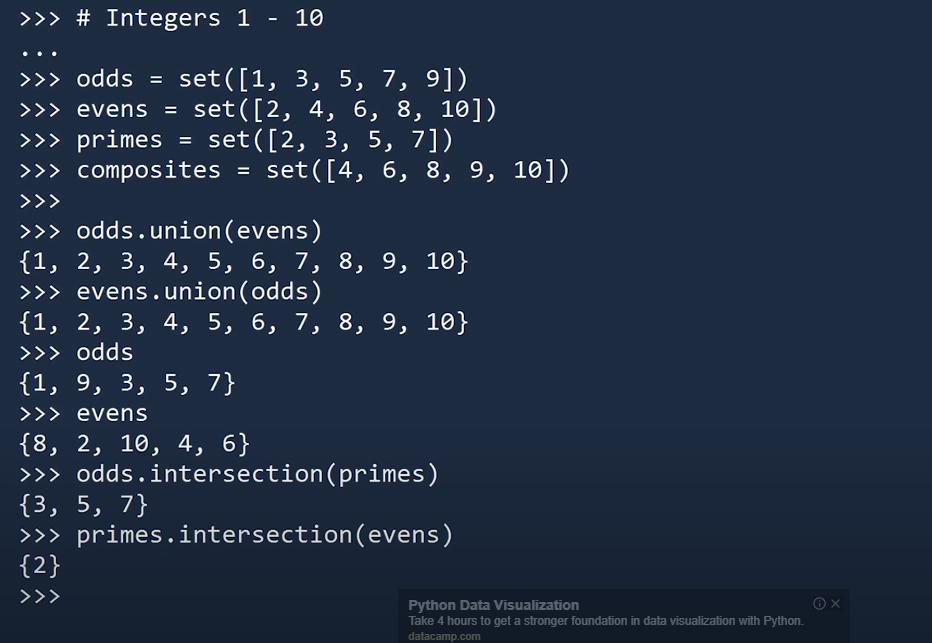 >>> # Integers 1 - 10
...
>>> odds = set([1, 3, 5, 7, 9])
>>> evens = set([2, 4, 6, 8, 10])
>>> primes = set([2, 3, 5, 7])
>>> composites = set([4, 6, 8, 9, 10])
>>>
>>> odds.union(evens)
{1, 2, 3, 4, 5, 6, 7, 8, 9, 10}
>>> evens.union(odds)
{1, 2, 3, 4, 5, 6, 7, 8, 9, 10}
>>> odds
{1, 9, 3, 5, 7}
>>> evens
{8, 2, 10, 4, 6}
>>> odds.intersection(primes)
{3, 5, 7}
>>> primes.intersection(evens)
{2}
>>>
Python Data Visualization
Take 4 hours to get a stronger foundation in data visualization with Python.
datacamp.com